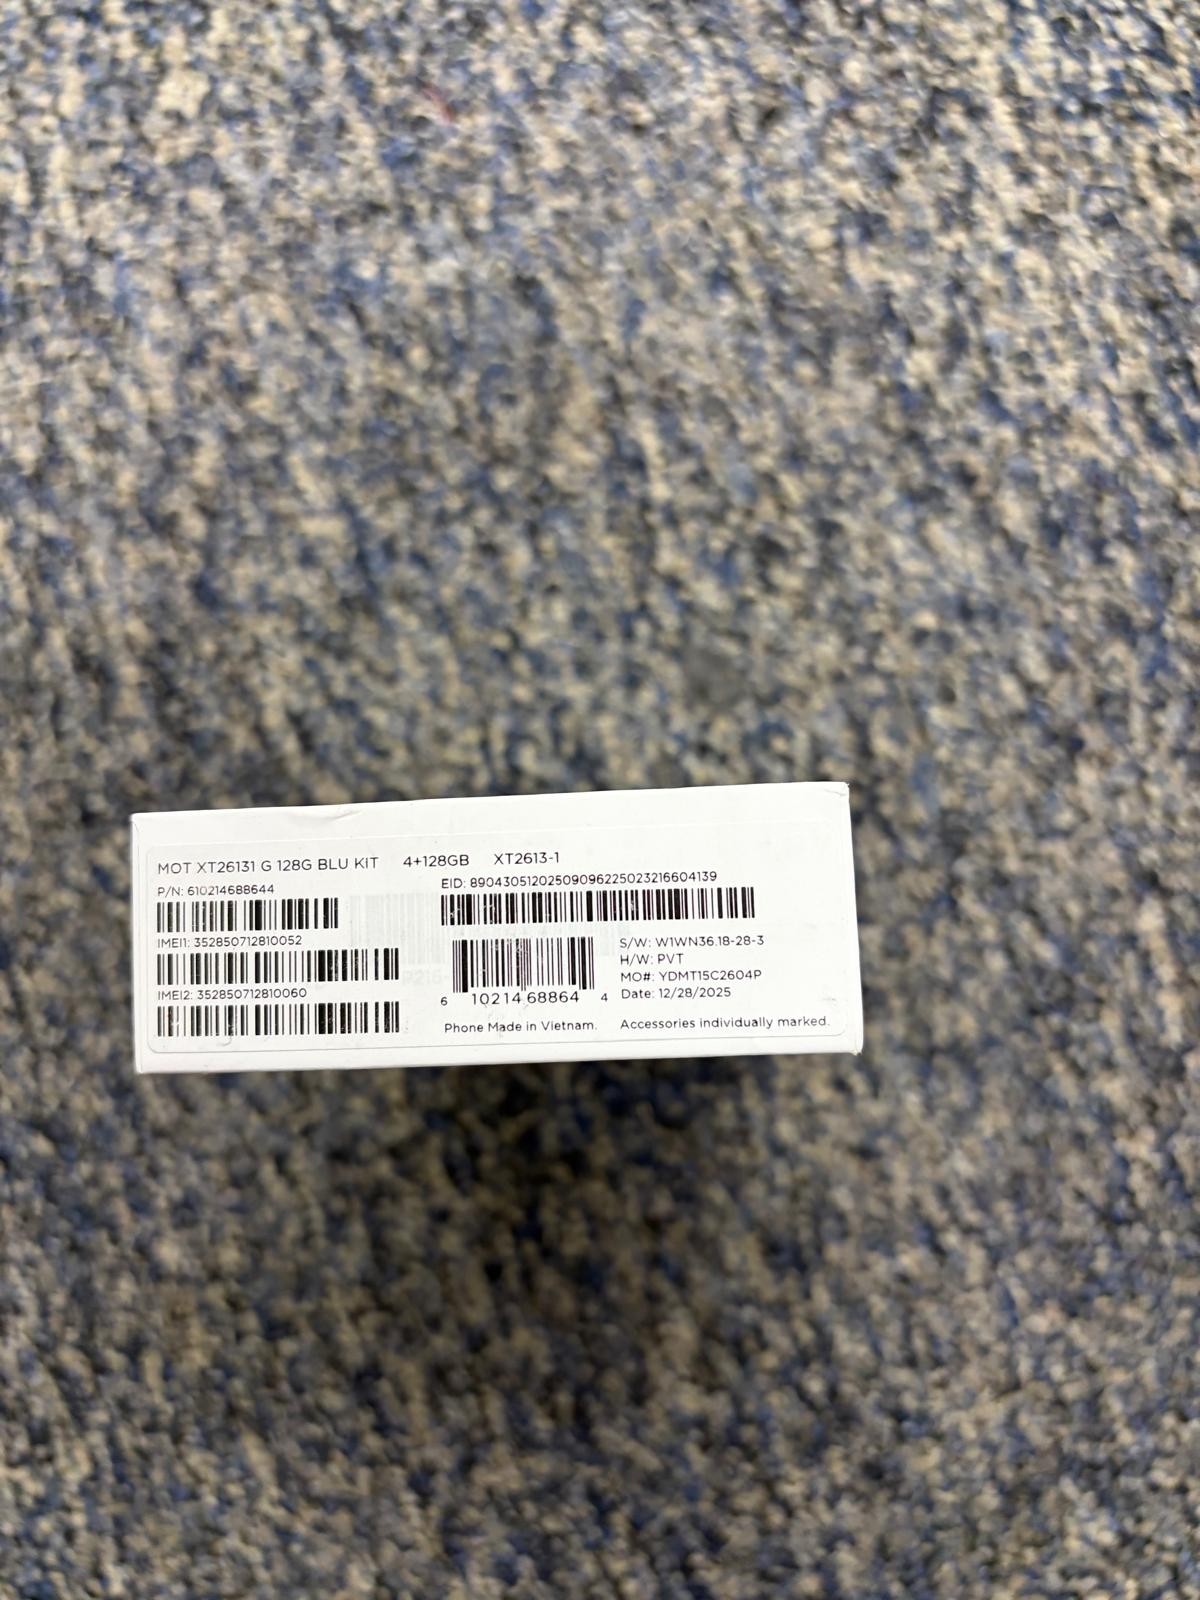 MOT XT26131 G 128G BLU KIT 4+128GB XT2613-1
P/N: 610214688644
IMEI1: 352850712810052
IMEI2: 352850712810060
EID: 89043051202509096225023216604139
6 10214 68864 4
Phone Made in Vietnam.
S/W: W1WN36.18-28-3
H/W: PVT
MO#: YDMT15C2604P
Date: 12/28/2025
Accessories individually marked.